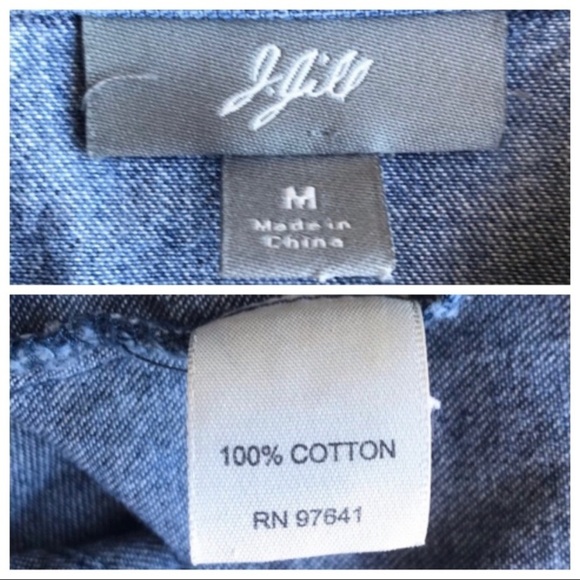 J.Jill
M
Made in
China
100% COTTON
RN 97641